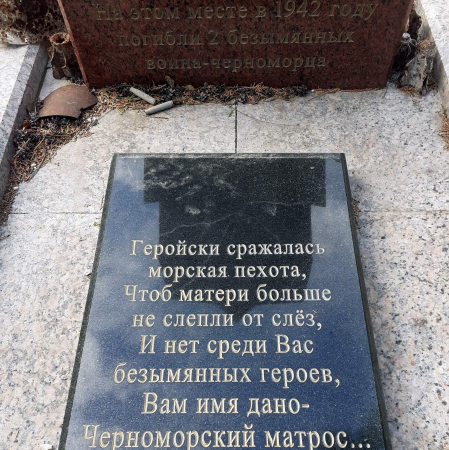 На этом месте в 1942 году
погибли 2 безымянных
воина-черноморца
Геройски сражалась
морская пехота,
Чтоб матери больше
не слепли от слёз,
И нет среди Вас
безымянных героев,
Вам имя дано-
Черноморский матрос...